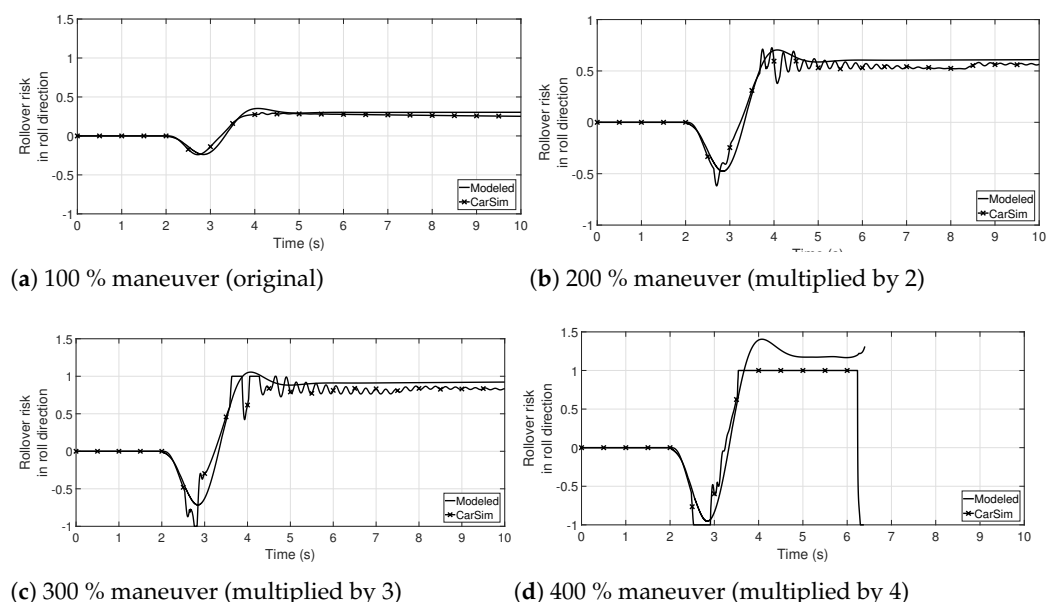 1.5
1
0.5
0
-0.5
-1
Rollover risk
in roll direction
0 1 2 3 4 5 6 7 8 9 10
Time (s)
Modeled
CarSim
(a) 100 % maneuver (original)
1
0.5
0
-0.5
-1
Rollover risk
in roll direction
0 1 2 3 4 5 6 7 8 9 10
Time (s)
Modeled
CarSim
(b) 200 % maneuver (multiplied by 2)
1.5
1
0.5
0
-0.5
-1
Rollover risk
in roll direction
0 1 2 3 4 5 6 7 8 9 10
Time (s)
Modeled
CarSim
(c) 300 % maneuver (multiplied by 3)
1.5
1
0.5
0
-0.5
-1
Rollover risk
in roll direction
0 1 2 3 4 5 6 7 8 9 10
Time (s)
Modeled
CarSim
(d) 400 % maneuver (multiplied by 4)